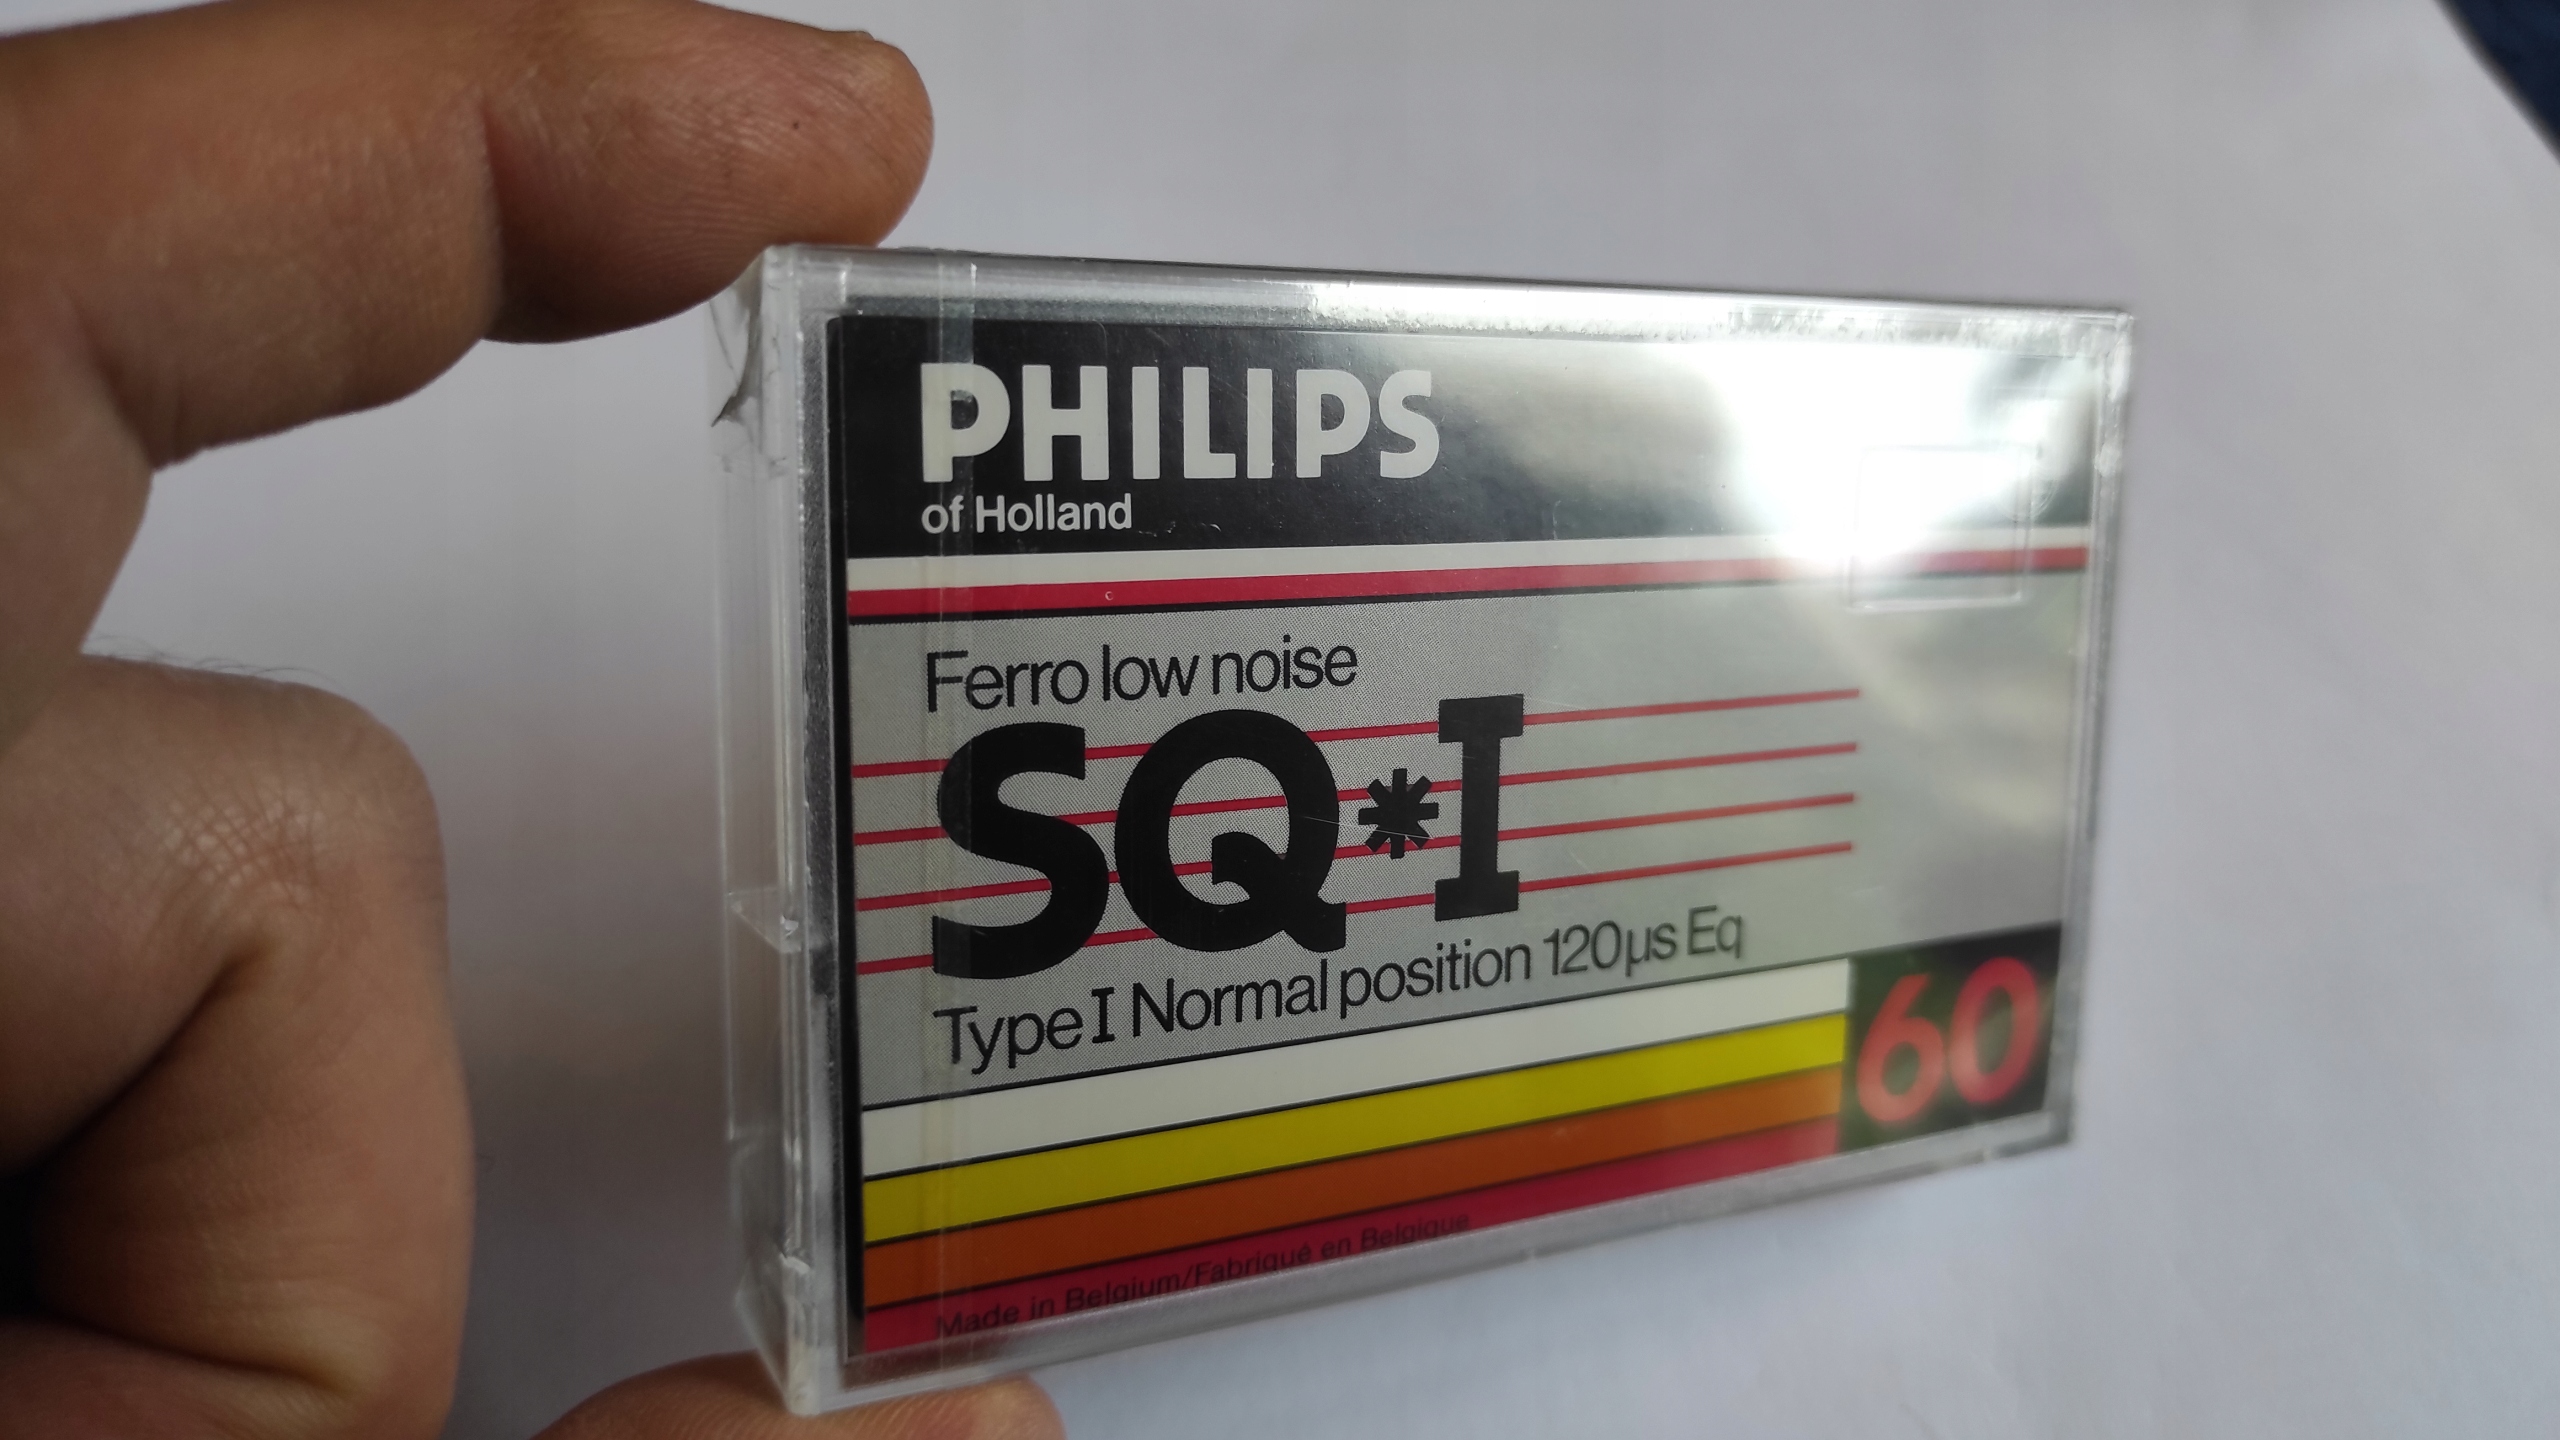 PHILIPS
of Holland
Ferro low noise
SQ*I
Type I Normal position 120µs Eq
60
Made in Belgium/Fabriqué en Belgique